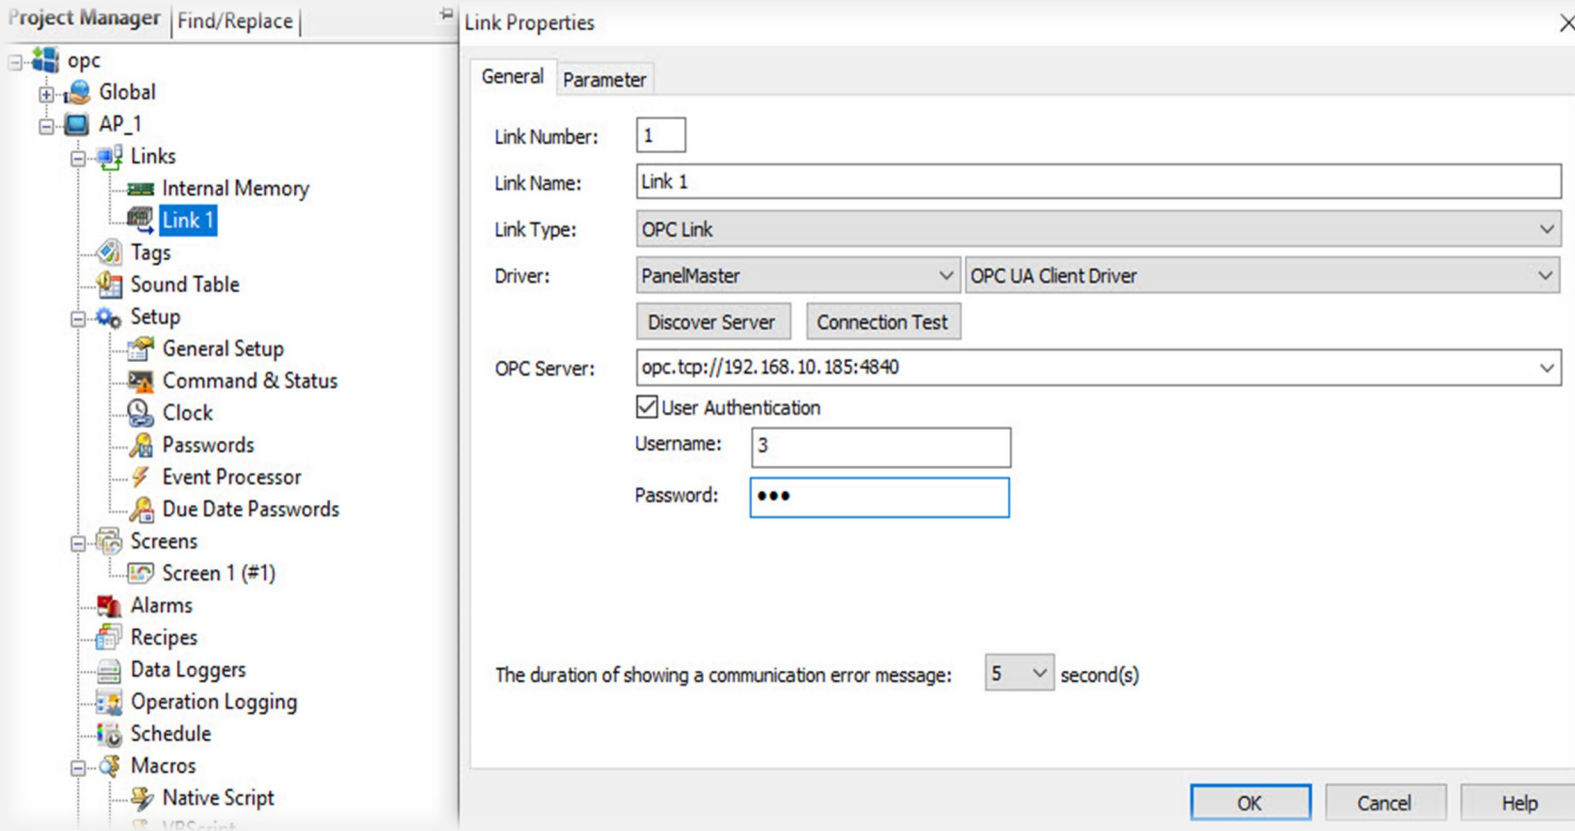 Project Manager Find/Replace
opc
Global
AP_1
Links
Internal Memory
Link 1
Tags
Sound Table
Setup
General Setup
Command & Status
Clock
Passwords
Event Processor
Due Date Passwords
Screens
Screen 1 (#1)
Alarms
Recipes
Data Loggers
Operation Logging
Schedule
Macros
Native Script
Link Properties
General Parameter
Link Number: 1
Link Name: Link 1
Link Type: OPC Link
Driver: PanelMaster OPC UA Client Driver
Discover Server Connection Test
OPC Server: opc.tcp://192.168.10.185:4840
User Authentication
Username: 3
Password: •••
The duration of showing a communication error message: 5 second(s)
OK Cancel Help